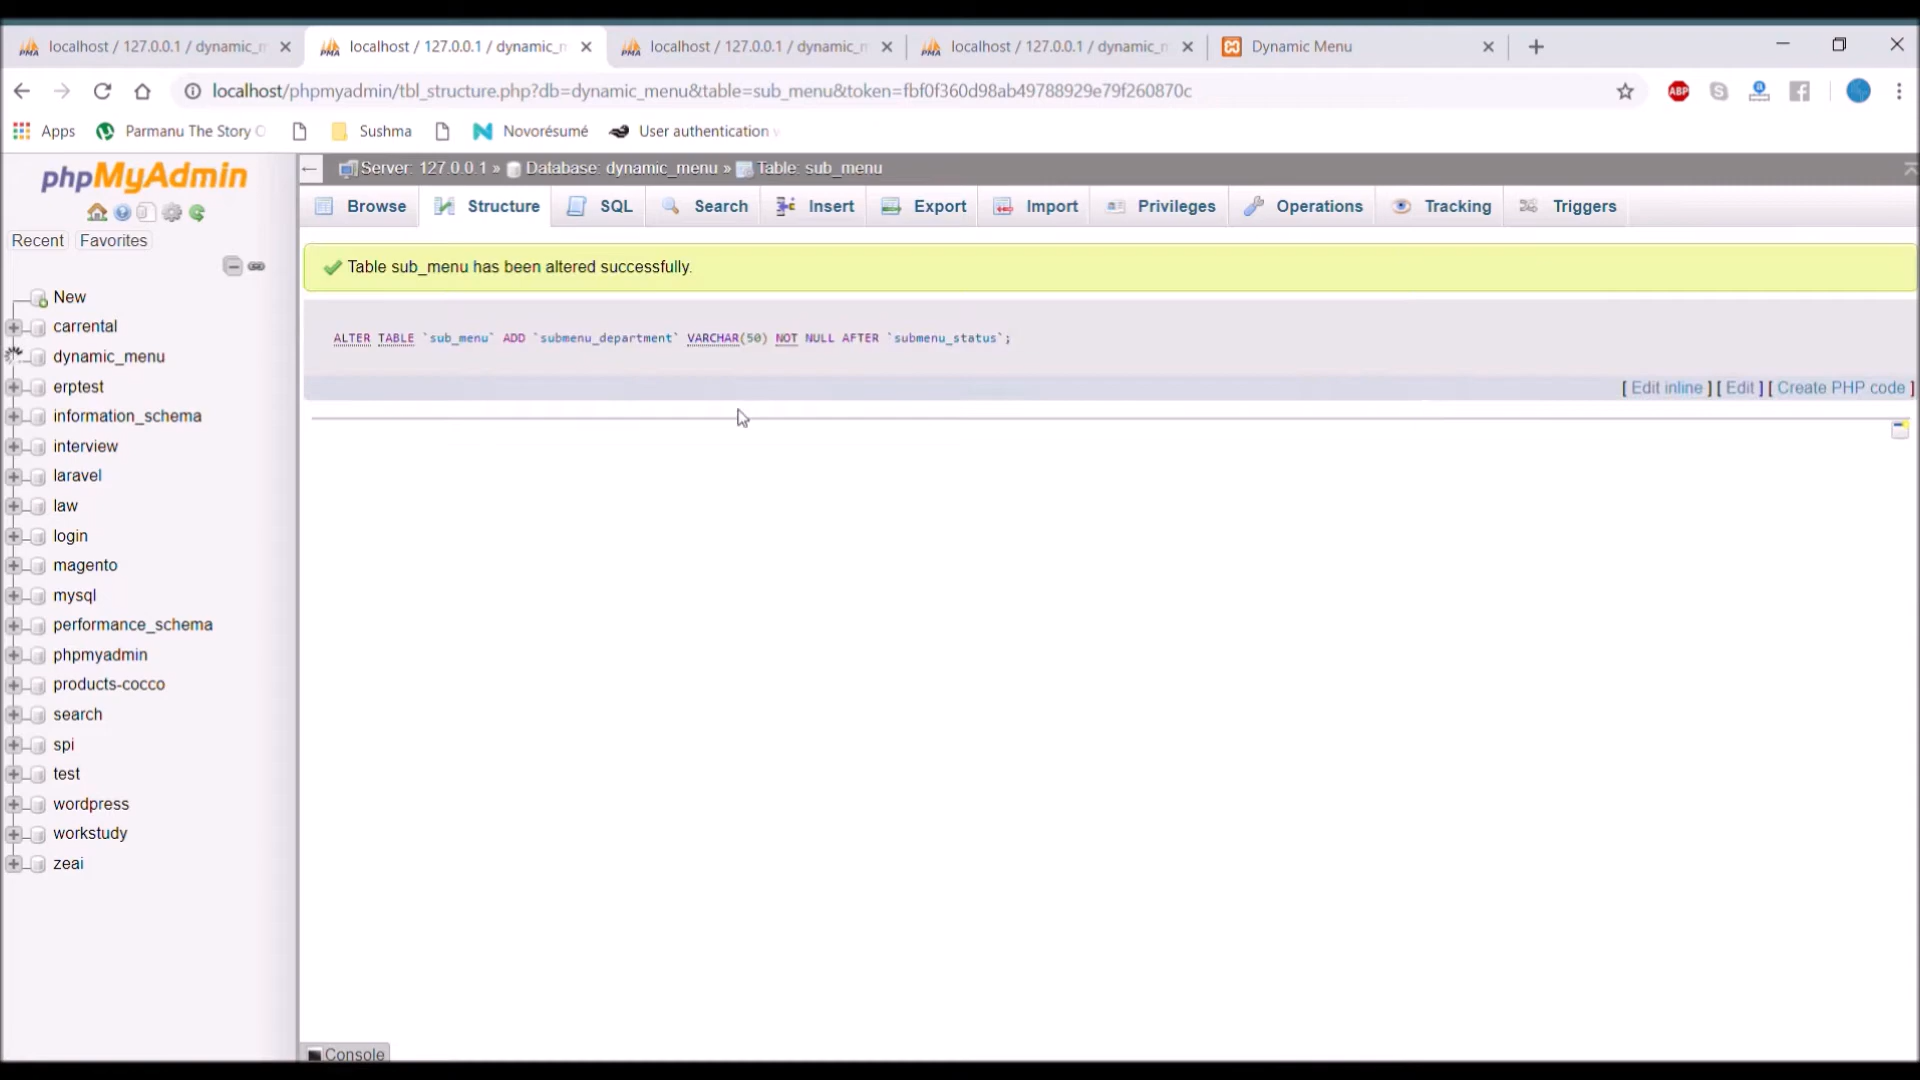 localhost / 127.0.0.1 / dynamic_m
localhost / 127.0.0.1 / dynamic_m
localhost / 127.0.0.1 / dynamic_m
localhost / 127.0.0.1 / dynamic_m
Dynamic Menu
localhost/phpmyadmin/tbl_structure.php?db=dynamic_menu&table=sub_menu&token=fbf0f360d98ab49788929e79f260870c
ABP
Apps
Parmanu The Story O
Sushma
Novorésumé
User authentication
phpMyAdmin
Recent
Favorites
New
carrental
dynamic_menu
erptest
information_schema
interview
laravel
law
login
magento
mysql
performance_schema
phpmyadmin
products-cocco
search
spi
test
wordpress
workstudy
zeai
Server: 127.0.0.1 » Database: dynamic_menu » Table: sub_menu
Browse
Structure
SQL
Search
Insert
Export
Import
Privileges
Operations
Tracking
Triggers
Table sub_menu has been altered successfully.
ALTER TABLE `sub_menu` ADD `submenu_department` VARCHAR(50) NOT NULL AFTER `submenu_status`;
[ Edit inline ] [ Edit ] [ Create PHP code ]
Console